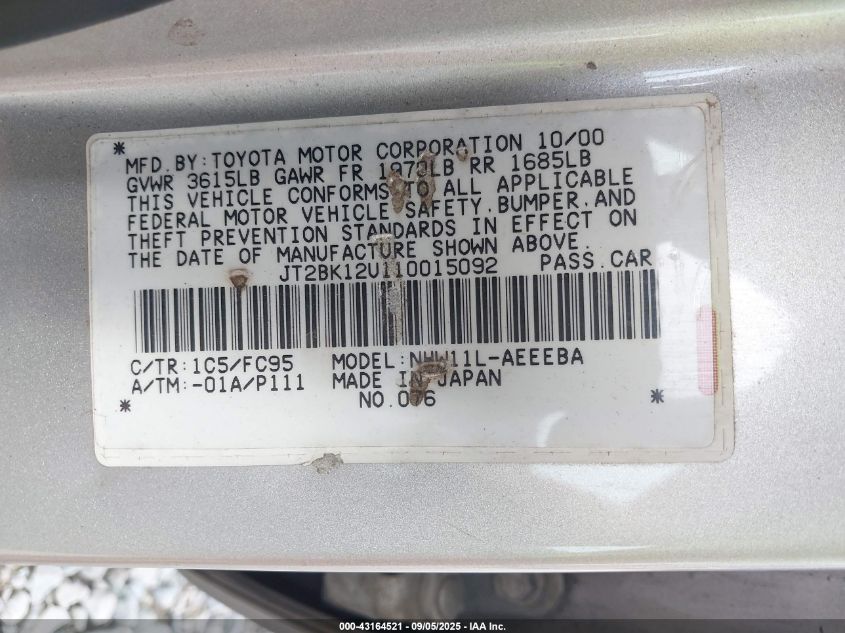 * MFD. BY: TOYOTA MOTOR CORPORATION 10/00
GVWR 3615LB GAWR FR 1973LB RR 1685LB
THIS VEHICLE CONFORMS TO ALL APPLICABLE
FEDERAL MOTOR VEHICLE SAFETY, BUMPER, AND
THEFT PREVENTION STANDARDS IN EFFECT ON
THE DATE OF MANUFACTURE SHOWN ABOVE.
JT2BK12U110015092 PASS. CAR
C/TR: 1C5/FC95 MODEL: NHW11L-AEEEBA
A/TM: -01A/P111 MADE IN JAPAN
* NO. 076 *
000-43164521 - 09/05/2025 - IAA Inc.